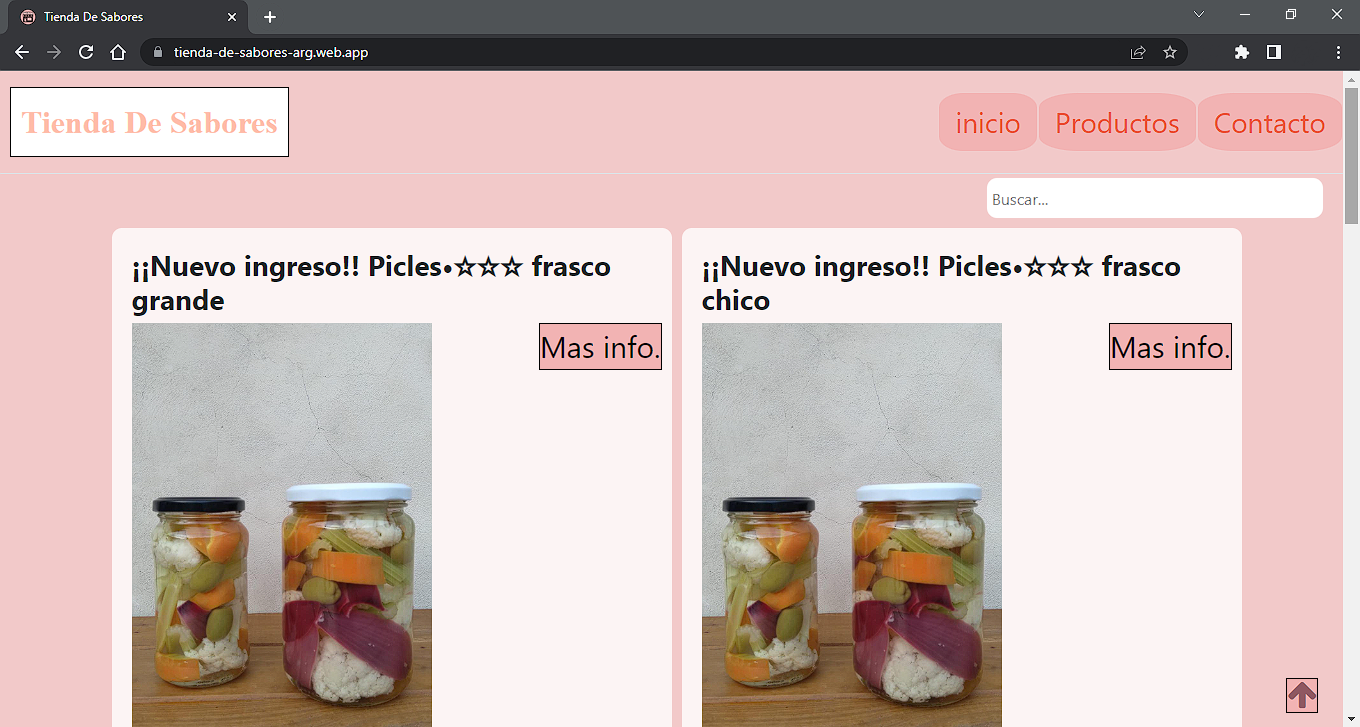 Tienda De Sabores
tienda-de-sabores-arg.web.app
Tienda De Sabores
inicio
Productos
Contacto
Buscar...
¡¡Nuevo ingreso!! Picles•☆☆☆ frasco
grande
Mas info.
¡¡Nuevo ingreso!! Picles•☆☆☆ frasco
chico
Mas info.